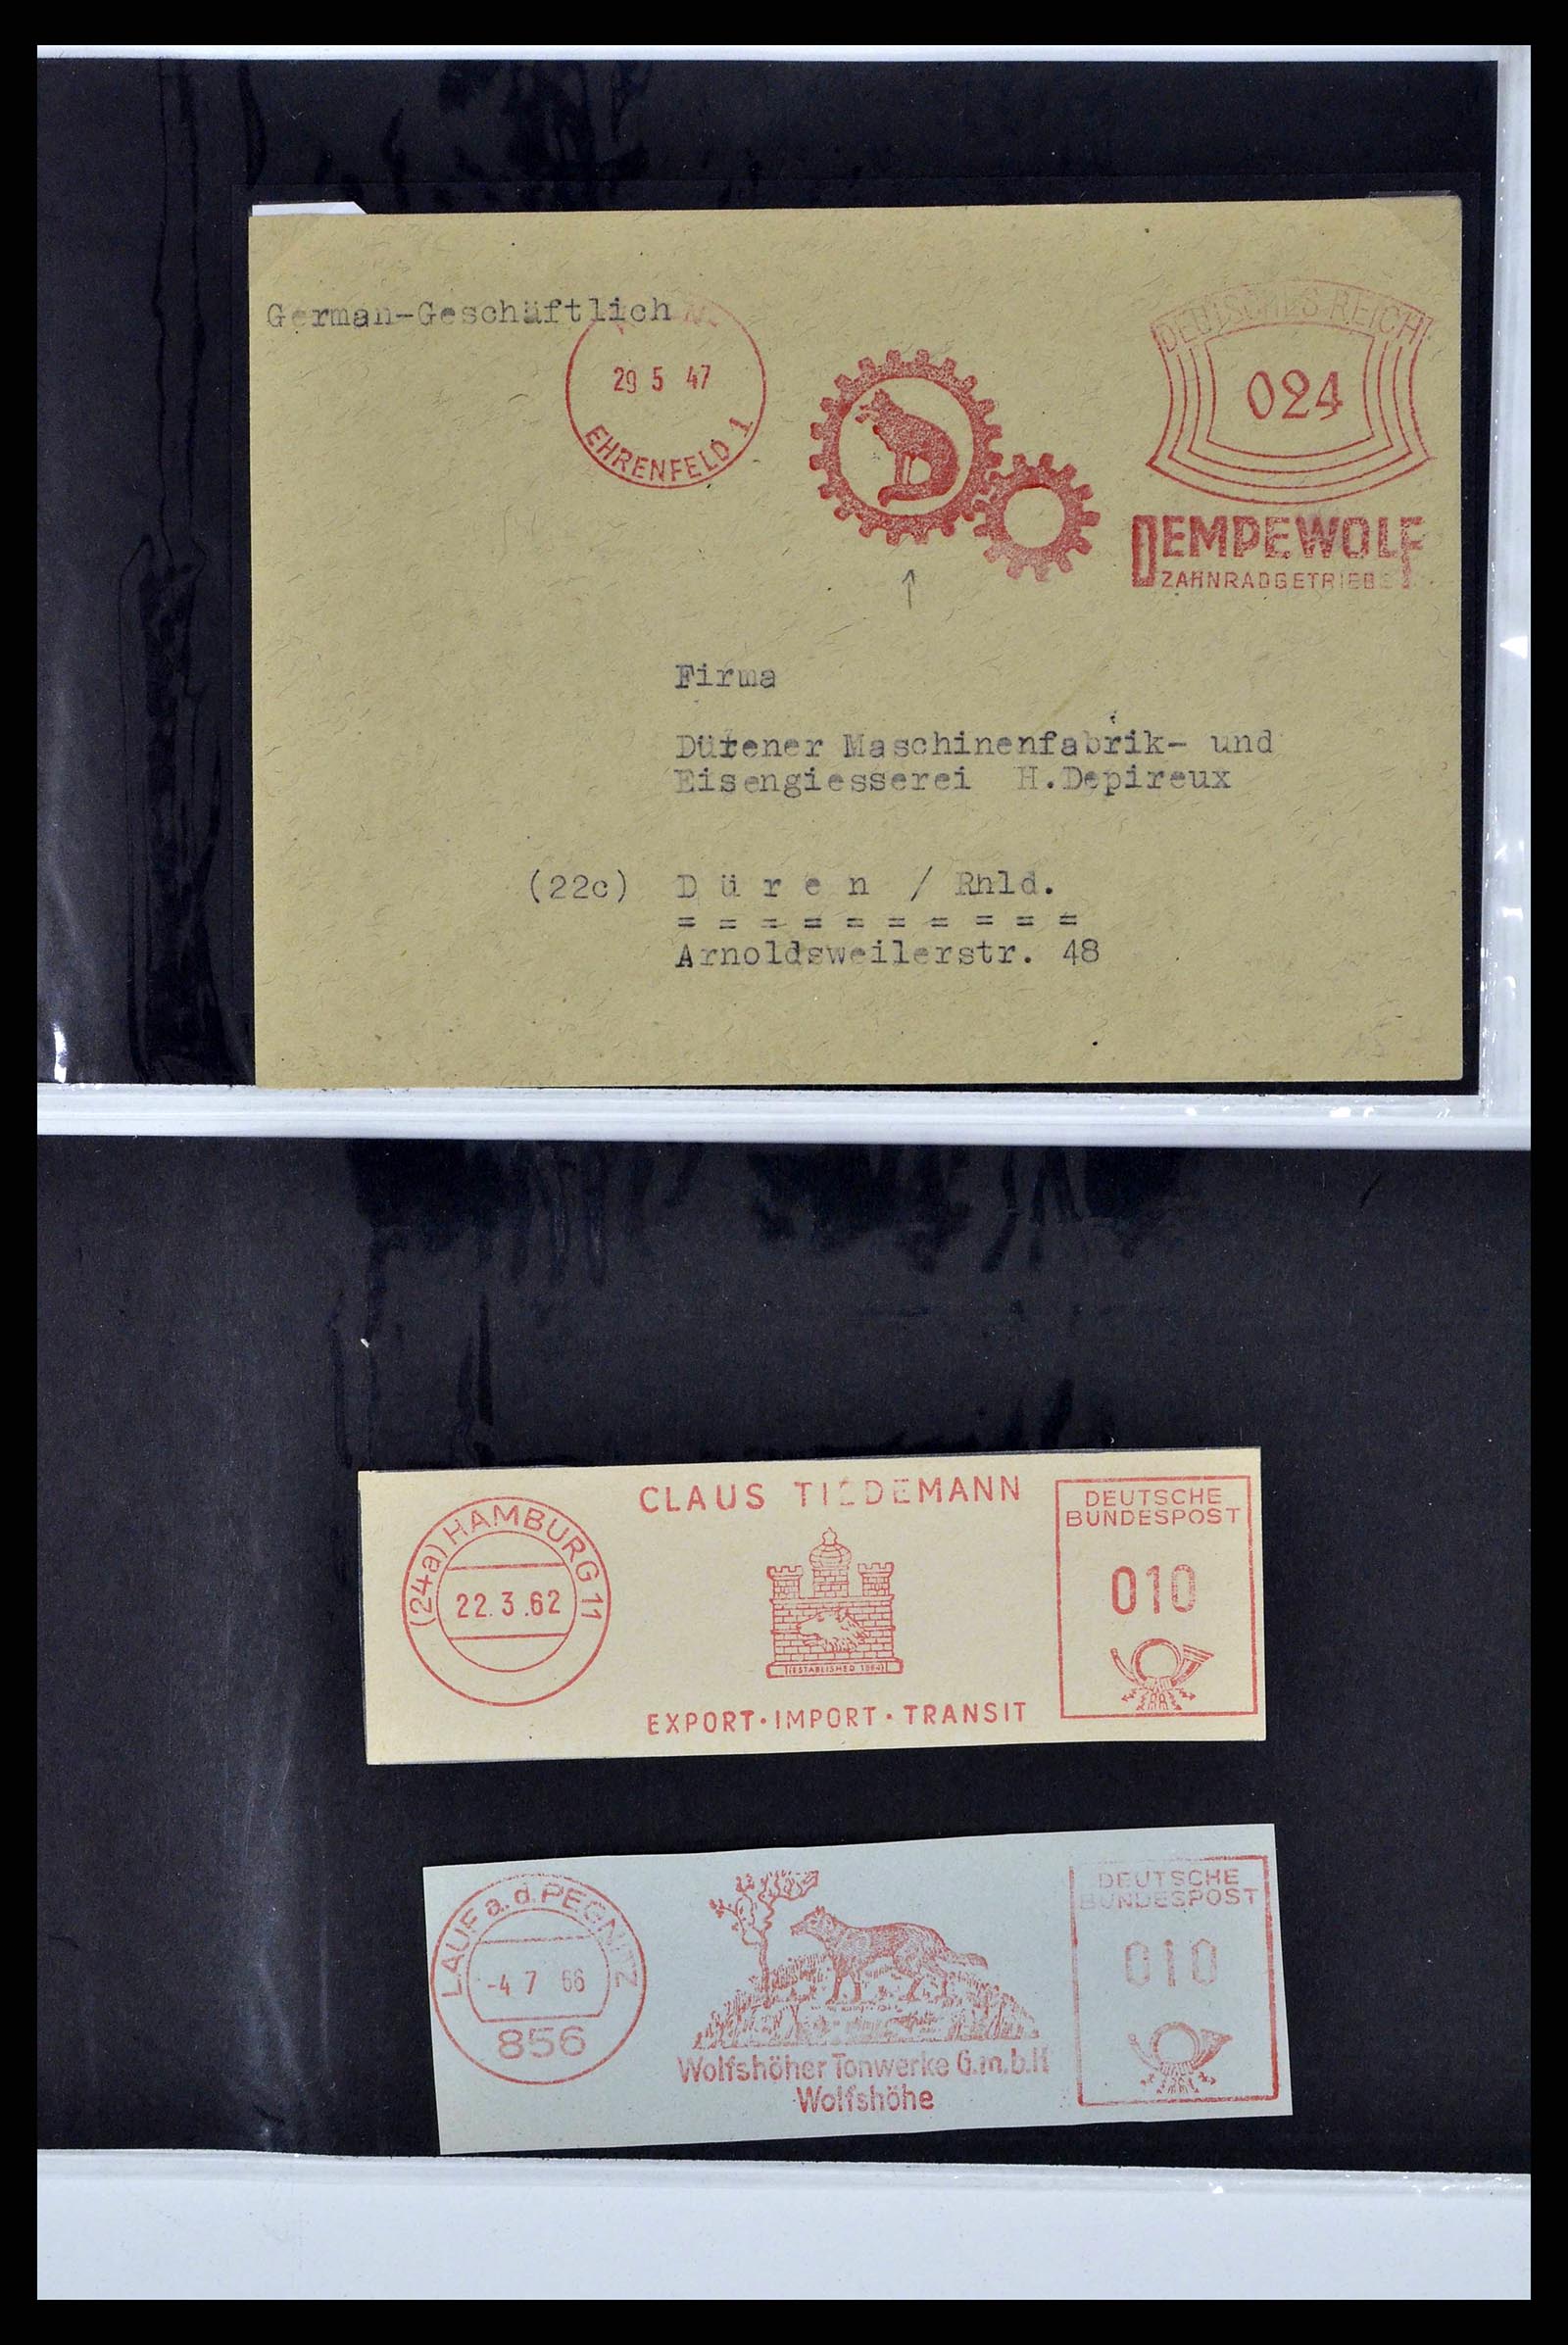 German-Geschäftlich
29 5 47
EHRENFELD 1
DEUTSCHES REICH
024
DEMPEWOLF
ZAHNRADGETRIEBE
Firma
Dürener Maschinenfabrik- und
Eisengiesserei H.Depireux
(22c) Düren / Rhld.
= = = = = = = = = =
Arnoldsweilerstr. 48
CLAUS TIEDEMANN
(24a) HAMBURG 11
22.3.62
ESTABLISHED
EXPORT·IMPORT·TRANSIT
DEUTSCHE
BUNDESPOST
010
LAUF a.d. PEGNITZ
-4 7 66
856
Wolfshöher Tonwerke G.m.b.H
Wolfshöhe
DEUTSCHE
BUNDESPOST
010